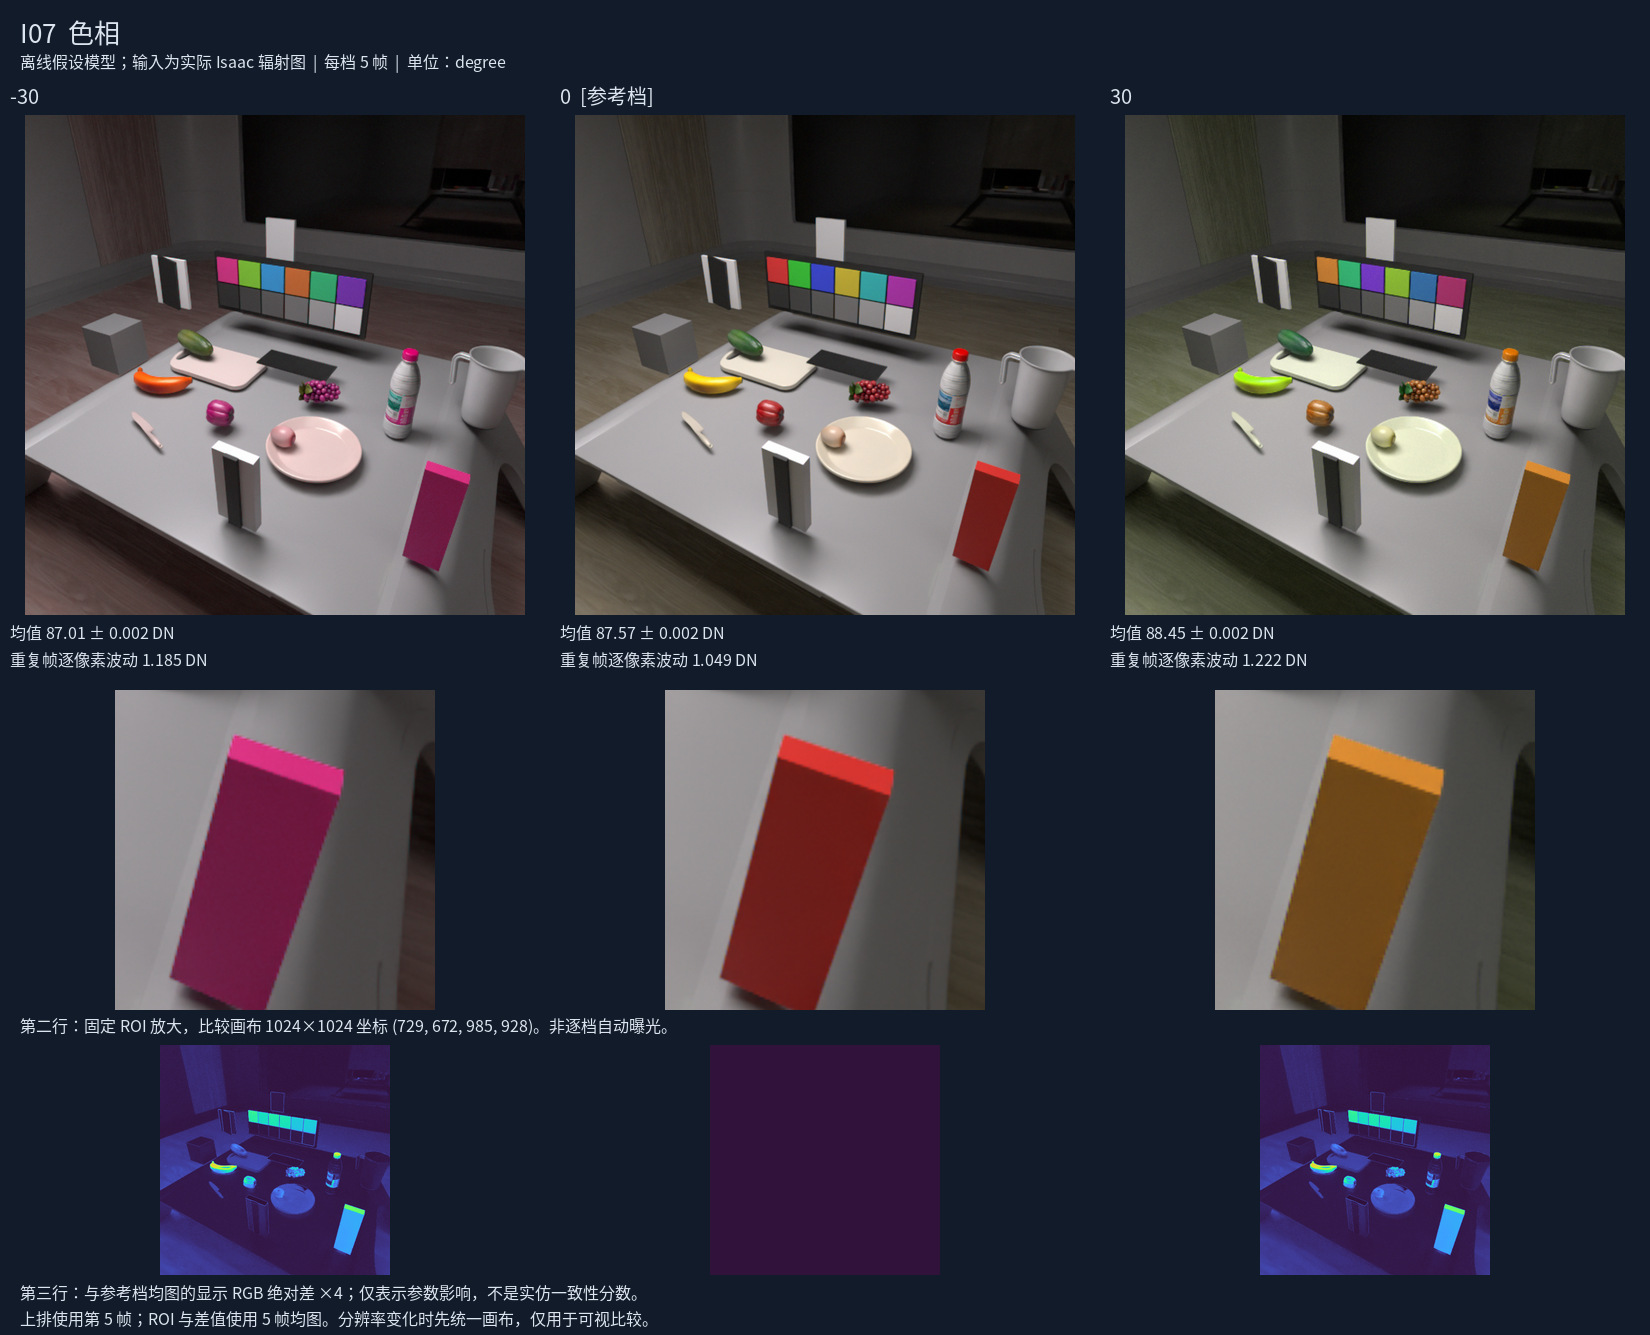 I07 色相
离线假设模型；输入为实际 Isaac 辐射图 | 每档 5 帧 | 单位：degree
-30
0 [参考档]
30
均值 87.01 ± 0.002 DN
重复帧逐像素波动 1.185 DN
均值 87.57 ± 0.002 DN
重复帧逐像素波动 1.049 DN
均值 88.45 ± 0.002 DN
重复帧逐像素波动 1.222 DN
第二行：固定 ROI 放大，比较画布 1024×1024 坐标 (729, 672, 985, 928)。非逐档自动曝光。
第三行：与参考档均图的显示 RGB 绝对差 ×4；仅表示参数影响，不是实仿一致性分数。
上排使用第 5 帧；ROI 与差值使用 5 帧均图。分辨率变化时先统一画布，仅用于可视比较。